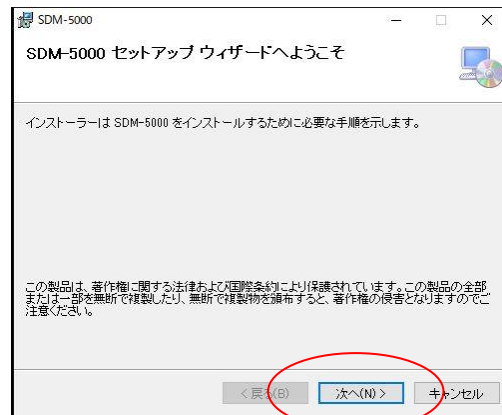 SDM-5000
SDM-5000 セットアップ ウィザードへようこそ
インストーラーは SDM-5000 をインストールするために必要な手順を示します。
この製品は、著作権に関する法律および国際条約により保護されています。この製品の全部
または一部を無断で複製したり、無断で複製物を頒布すると、著作権の侵害となりますのでご
注意ください。
< 戻る(B) 次へ(N) > キャンセル